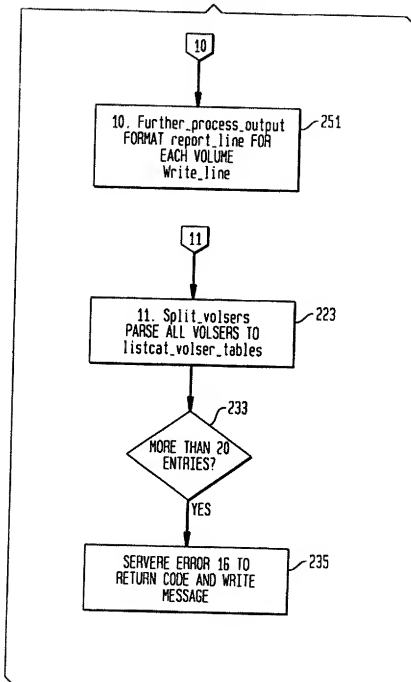 10
10. Further_process_output
FORMAT report_line FOR
EACH VOLUME
Write_line
251
11
11. Split_volsers
PARSE ALL VOLSERS TO
listcat_volser_tables
223
233
MORE THAN 20
ENTRIES?
YES
SERVERE ERROR 16 TO
RETURN CODE AND WRITE
MESSAGE
235